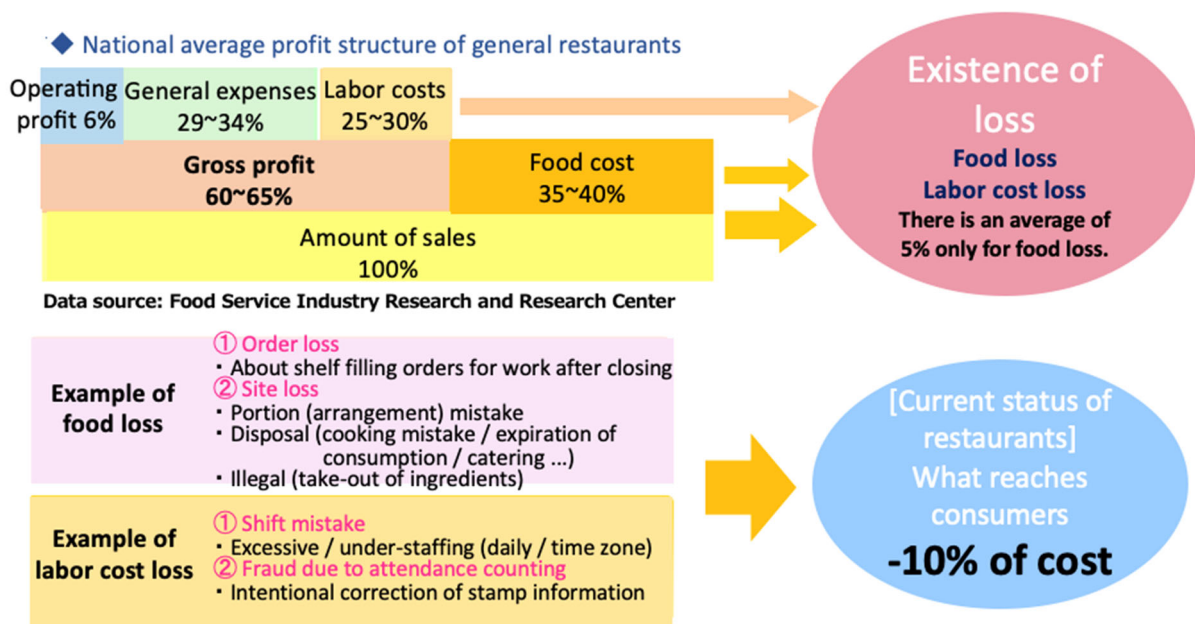 ◆ National average profit structure of general restaurants
Operating
profit 6%
General expenses
29~34%
Labor costs
25~30%
Gross profit
60~65%
Food cost
35~40%
Amount of sales
100%
Data source: Food Service Industry Research and Research Center
Existence of
loss
Food loss
Labor cost loss
There is an average of
5% only for food loss.
Example of
food loss
① Order loss
・About shelf filling orders for work after closing
② Site loss
・Portion (arrangement) mistake
・Disposal (cooking mistake / expiration of
consumption / catering ...)
・Illegal (take-out of ingredients)
Example of
labor cost loss
① Shift mistake
・Excessive / under-staffing (daily / time zone)
② Fraud due to attendance counting
・Intentional correction of stamp information
[Current status of
restaurants]
What reaches
consumers
-10% of cost